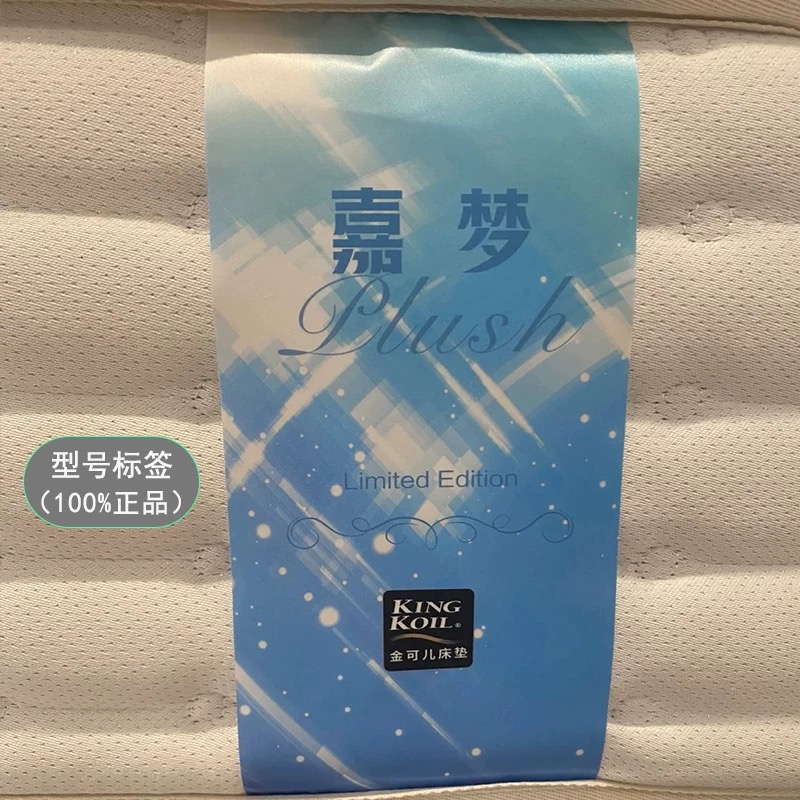 嘉梦
Plush
Limited Edition
型号标签
(100%正品)
KING
KOIL®
金可儿床垫